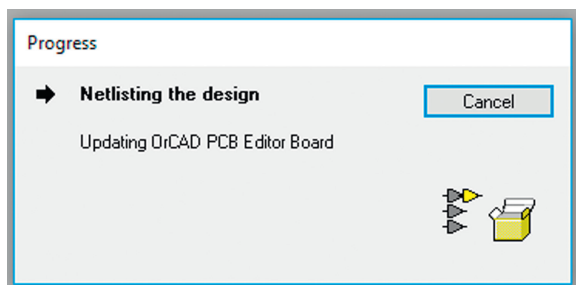 Progress
Netlisting the design
Cancel
Updating OrCAD PCB Editor Board